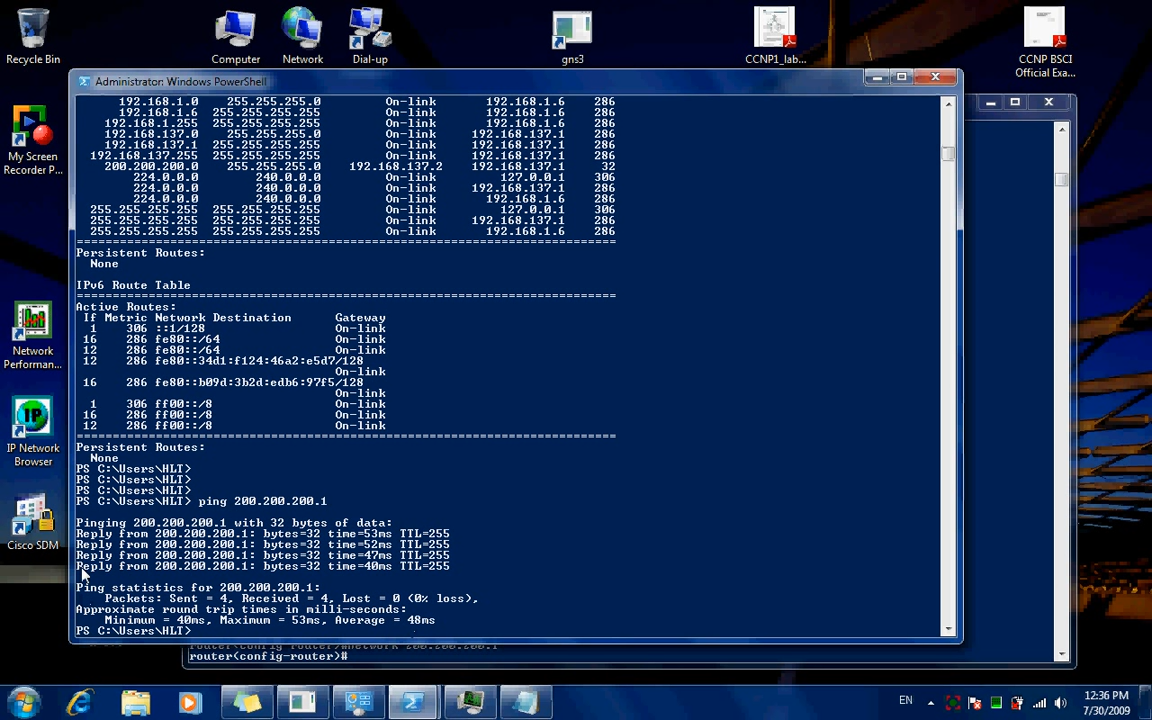 Recycle Bin
Computer
Network
Dial-up
gns3
CCNP1_lab...
CCNP BSCI
Official Exa...
My Screen
Recorder P...
Network
Performan...
IP
IP Network
Browser
Cisco SDM
Administrator: Windows PowerShell
192.168.1.0 255.255.255.0 On-link 192.168.1.6 286
192.168.1.6 255.255.255.255 On-link 192.168.1.6 286
192.168.1.255 255.255.255.255 On-link 192.168.1.6 286
192.168.137.0 255.255.255.0 On-link 192.168.137.1 286
192.168.137.1 255.255.255.255 On-link 192.168.137.1 286
192.168.137.255 255.255.255.255 On-link 192.168.137.1 286
200.200.200.0 255.255.255.0 192.168.137.2 192.168.137.1 32
224.0.0.0 240.0.0.0 On-link 127.0.0.1 306
224.0.0.0 240.0.0.0 On-link 192.168.137.1 286
224.0.0.0 240.0.0.0 On-link 192.168.1.6 286
255.255.255.255 255.255.255.255 On-link 127.0.0.1 306
255.255.255.255 255.255.255.255 On-link 192.168.137.1 286
255.255.255.255 255.255.255.255 On-link 192.168.1.6 286
===========================================================================
Persistent Routes:
None
IPv6 Route Table
===========================================================================
Active Routes:
If Metric Network Destination Gateway
1 306 ::1/128 On-link
16 286 fe80::/64 On-link
12 286 fe80::/64 On-link
12 286 fe80::34d1:f124:46a2:e5d7/128
On-link
16 286 fe80::b09d:3b2d:edb6:97f5/128
On-link
1 306 ff00::/8 On-link
16 286 ff00::/8 On-link
12 286 ff00::/8 On-link
===========================================================================
Persistent Routes:
None
PS C:\Users\HLT>
PS C:\Users\HLT>
PS C:\Users\HLT>
PS C:\Users\HLT> ping 200.200.200.1
Pinging 200.200.200.1 with 32 bytes of data:
Reply from 200.200.200.1: bytes=32 time=53ms TTL=255
Reply from 200.200.200.1: bytes=32 time=52ms TTL=255
Reply from 200.200.200.1: bytes=32 time=47ms TTL=255
Reply from 200.200.200.1: bytes=32 time=40ms TTL=255
Ping statistics for 200.200.200.1:
Packets: Sent = 4, Received = 4, Lost = 0 (0% loss),
Approximate round trip times in milli-seconds:
Minimum = 40ms, Maximum = 53ms, Average = 48ms
PS C:\Users\HLT>
router(config-router)#network 200.200.200.1
router(config-router)#
EN
12:36 PM
7/30/2009